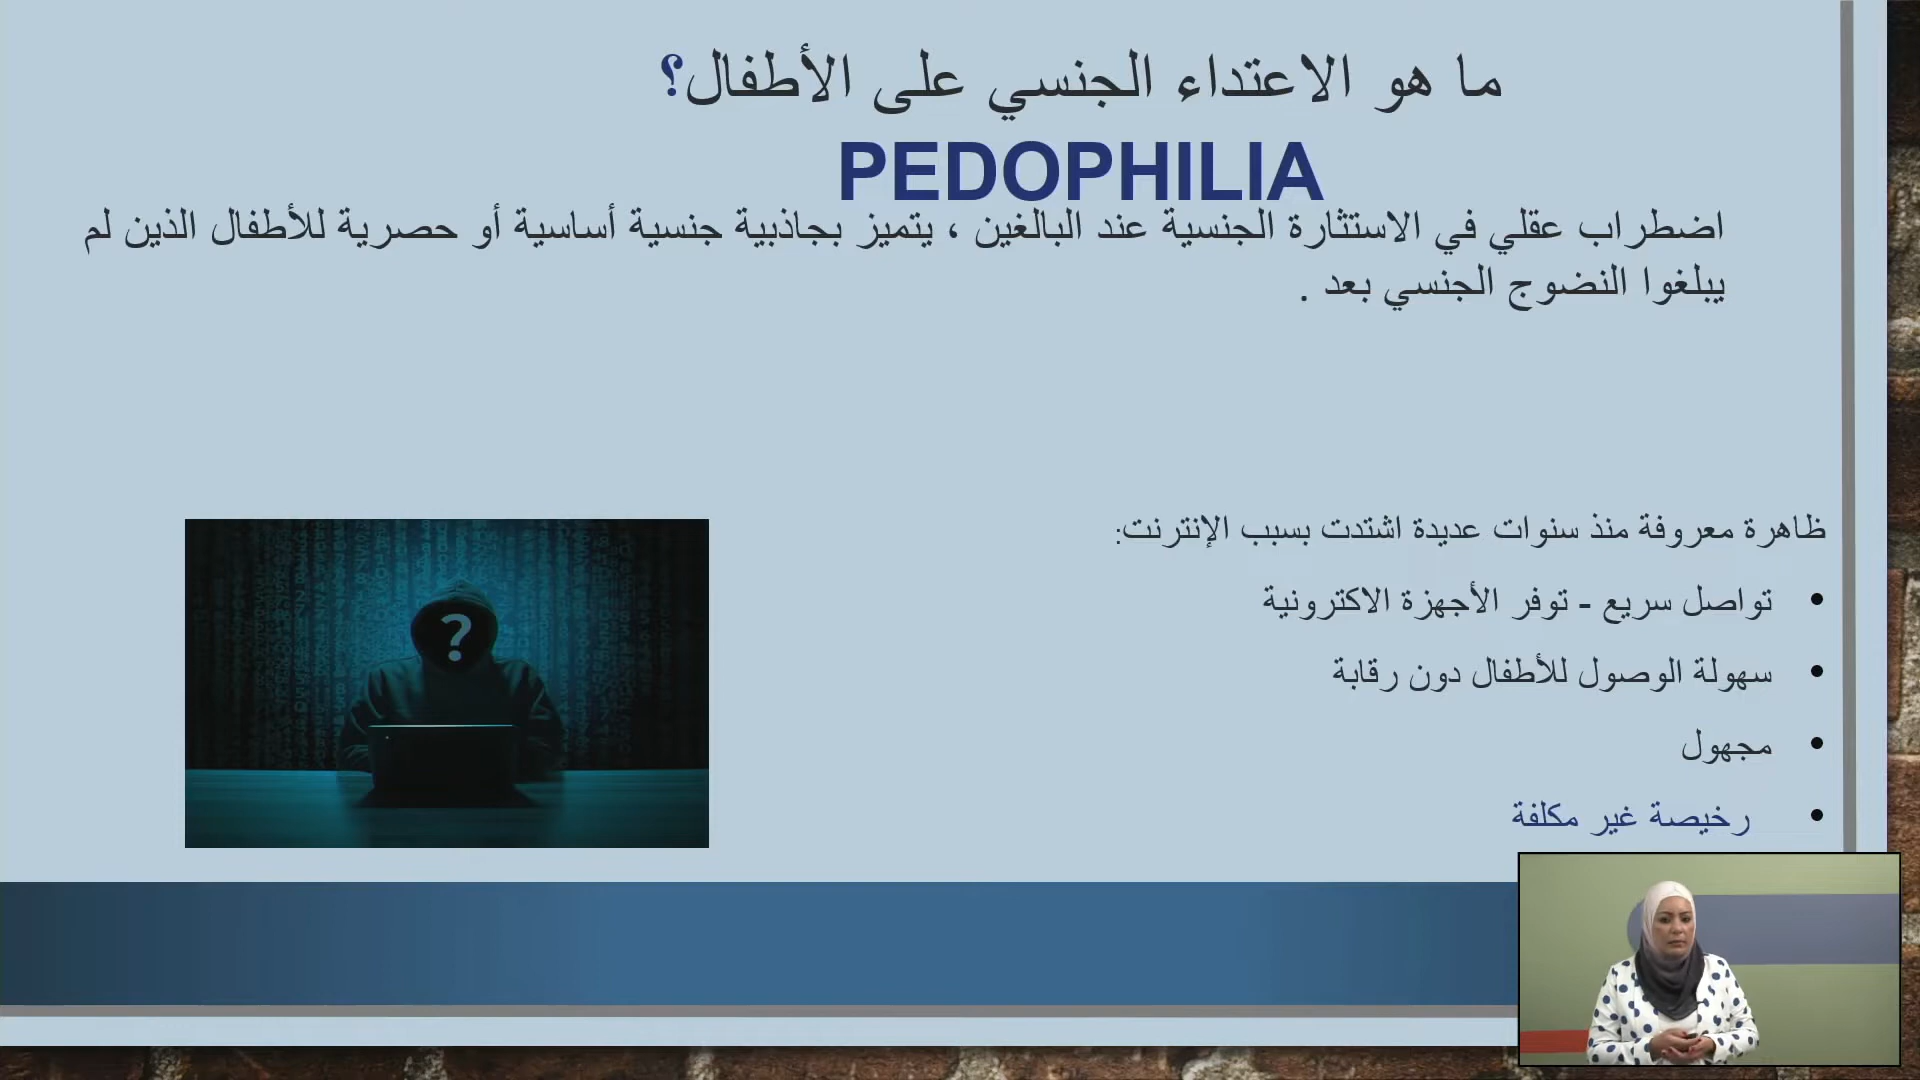 ما هو الاعتداء الجنسي على الأطفال؟
PEDOPHILIA
اضطراب عقلي في الاستثارة الجنسية عند البالغين ، يتميز بجاذبية جنسية أساسية أو حصرية للأطفال الذين لم
يبلغوا النضوج الجنسي بعد .
ظاهرة معروفة منذ سنوات عديدة اشتدت بسبب الإنترنت:
• تواصل سريع - توفر الأجهزة الاكترونية
• سهولة الوصول للأطفال دون رقابة
• مجهول
• رخيصة غير مكلفة
?